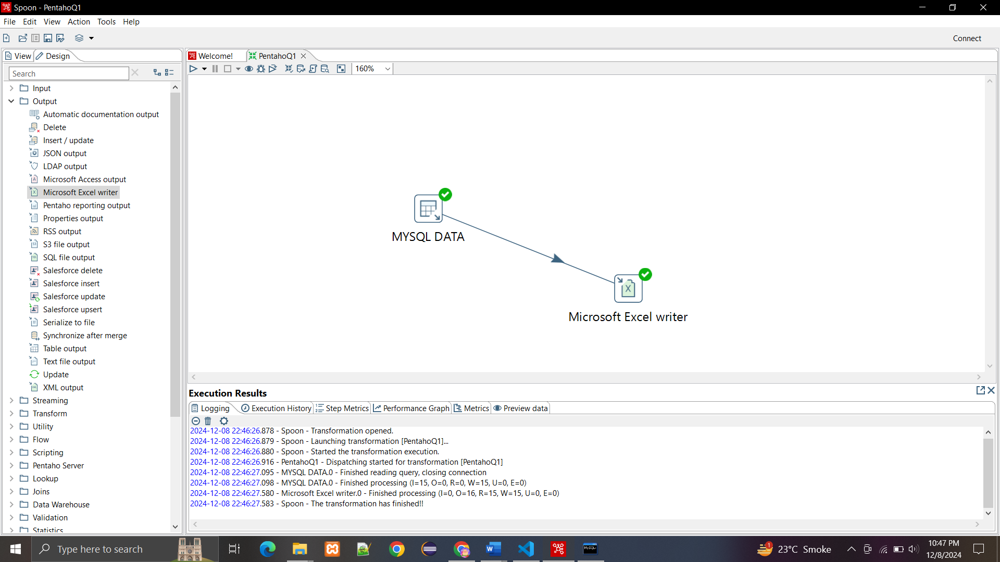 Spoon - PentahoQ1
File Edit View Action Tools Help
Connect
View Design
Search
Input
Output
Automatic documentation output
Delete
Insert / update
JSON output
LDAP output
Microsoft Access output
Microsoft Excel writer
Pentaho reporting output
Properties output
RSS output
S3 file output
SQL file output
Salesforce delete
Salesforce insert
Salesforce update
Salesforce upsert
Serialize to file
Synchronize after merge
Table output
Text file output
Update
XML output
Streaming
Transform
Utility
Flow
Scripting
Pentaho Server
Lookup
Joins
Data Warehouse
Validation
Statistics
Welcome! PentahoQ1
160%
MYSQL DATA
Microsoft Excel writer
Execution Results
Logging Execution History Step Metrics Performance Graph Metrics Preview data
2024-12-08 22:46:26.878 - Spoon - Transformation opened.
2024-12-08 22:46:26.879 - Spoon - Launching transformation [PentahoQ1]...
2024-12-08 22:46:26.880 - Spoon - Started the transformation execution.
2024-12-08 22:46:26.916 - PentahoQ1 - Dispatching started for transformation [PentahoQ1]
2024-12-08 22:46:27.095 - MYSQL DATA.0 - Finished reading query, closing connection
2024-12-08 22:46:27.098 - MYSQL DATA.0 - Finished processing (I=15, O=0, R=0, W=15, U=0, E=0)
2024-12-08 22:46:27.580 - Microsoft Excel writer.0 - Finished processing (I=0, O=16, R=15, W=15, U=0, E=0)
2024-12-08 22:46:27.583 - Spoon - The transformation has finished!!
Type here to search
1
23°C Smoke
10:47 PM
12/8/2024